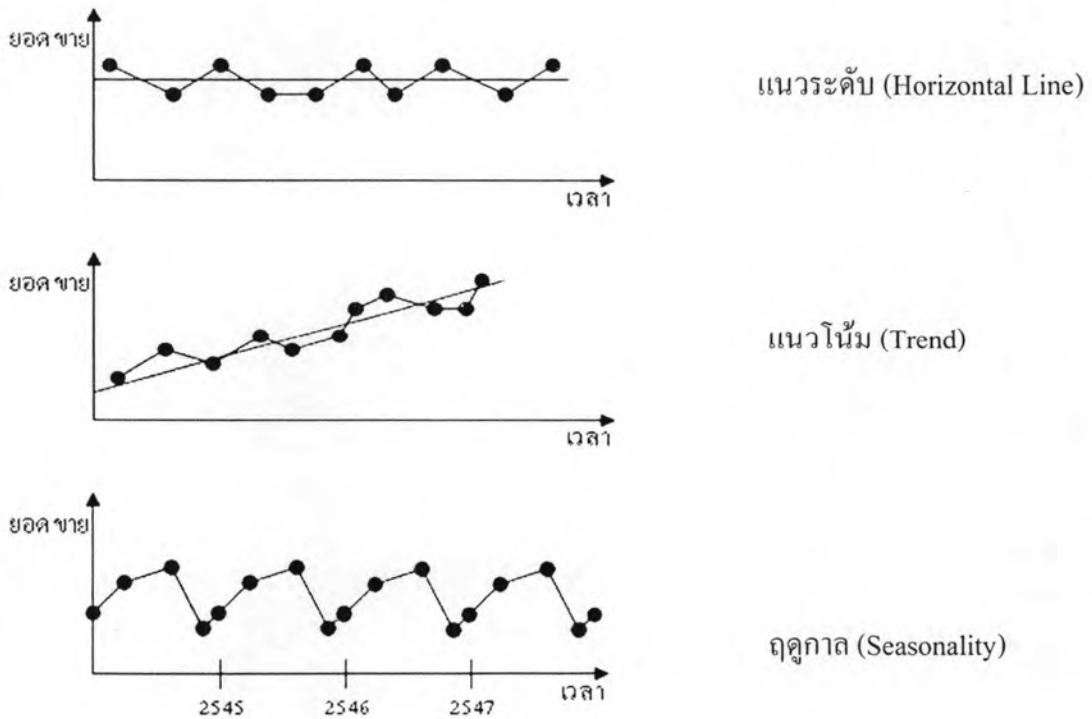 ยอด ขาย
แนวระดับ (Horizontal Line)
เวลา
ยอด ขาย
แนวโน้ม (Trend)
เวลา
ยอด ขาย
ฤดูกาล (Seasonality)
เวลา
2545 2546 2547